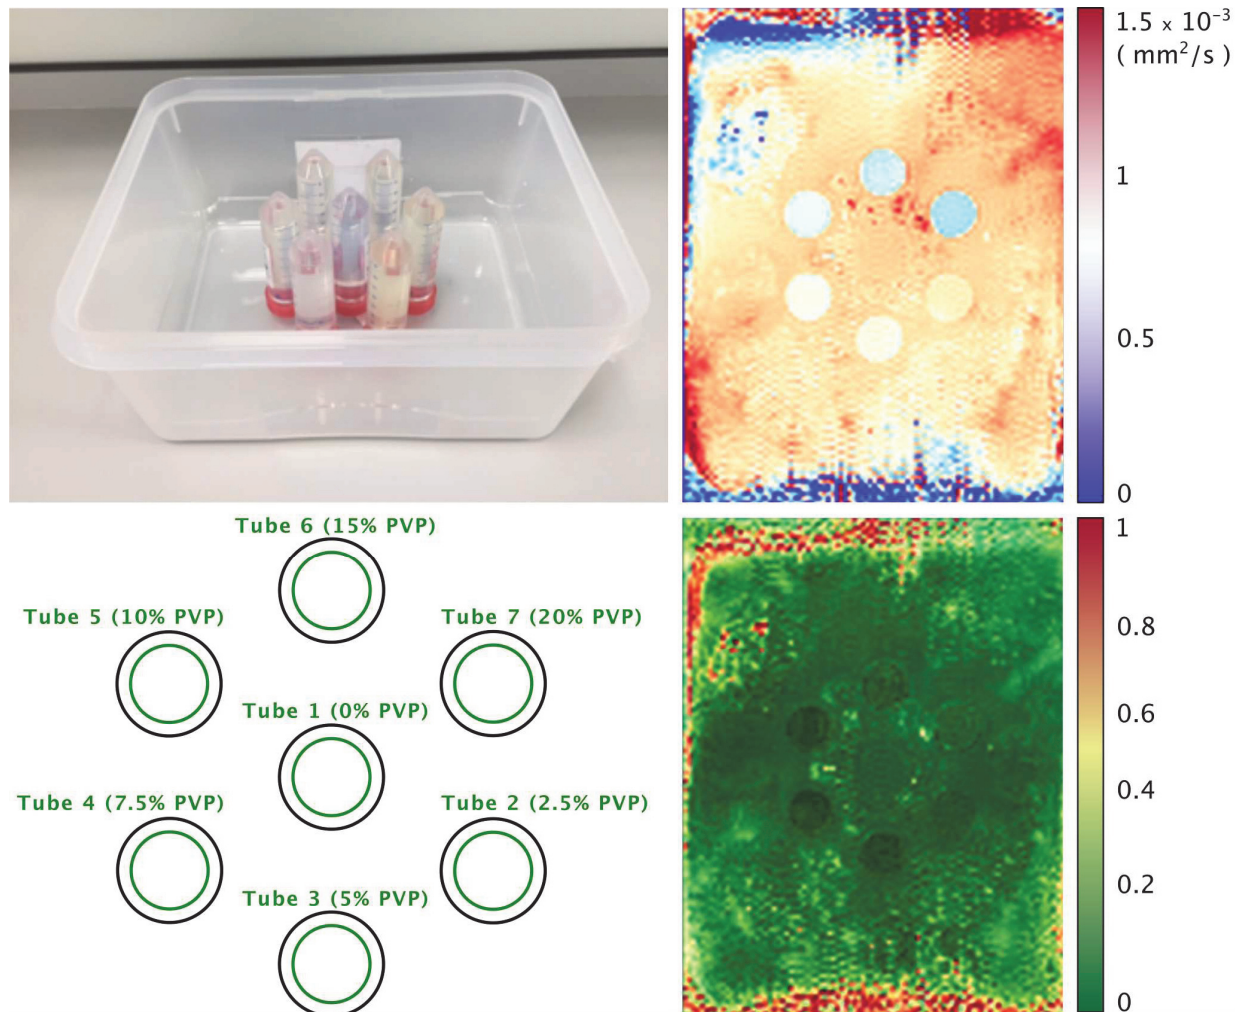 1.5 × 10⁻³
( mm²/s )
1
0.5
0
Tube 6 (15% PVP)
Tube 5 (10% PVP)
Tube 7 (20% PVP)
Tube 1 (0% PVP)
Tube 4 (7.5% PVP)
Tube 2 (2.5% PVP)
Tube 3 (5% PVP)
1
0.8
0.6
0.4
0.2
0